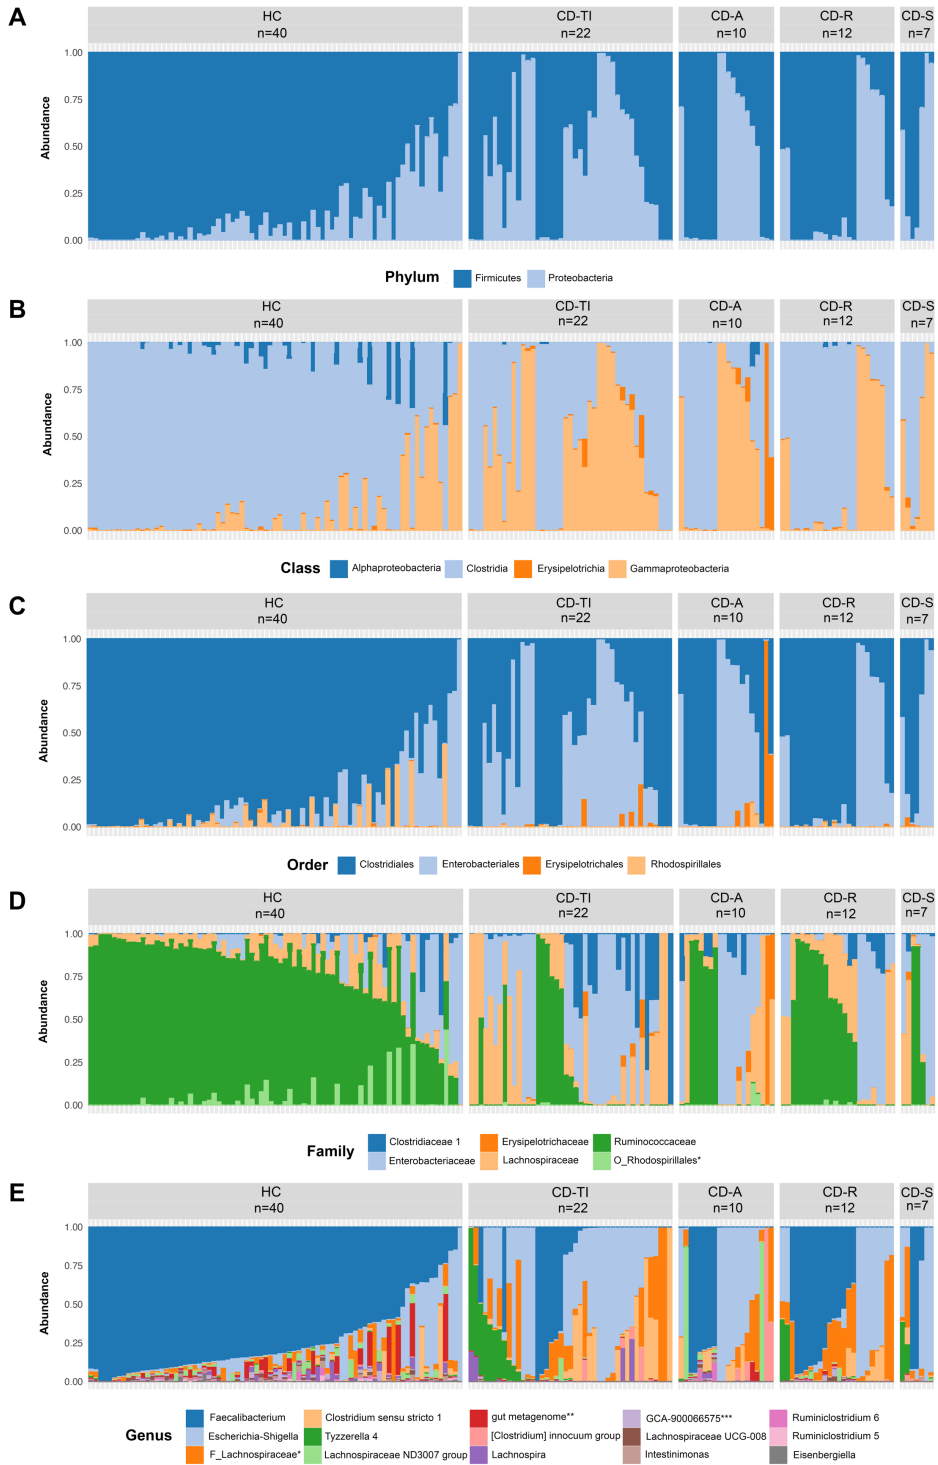 A
HC
n=40
CD-TI
n=22
CD-A
n=10
CD-R
n=12
CD-S
n=7
Abundance
1.00
0.75
0.50
0.25
0.00
Phylum
Firmicutes
Proteobacteria
B
HC
n=40
CD-TI
n=22
CD-A
n=10
CD-R
n=12
CD-S
n=7
Abundance
1.00
0.75
0.50
0.25
0.00
Class
Alphaproteobacteria
Clostridia
Erysipelotrichia
Gammaproteobacteria
C
HC
n=40
CD-TI
n=22
CD-A
n=10
CD-R
n=12
CD-S
n=7
Abundance
1.00
0.75
0.50
0.25
0.00
Order
Clostridiales
Enterobacteriales
Erysipelotrichales
Rhodospirillales
D
HC
n=40
CD-TI
n=22
CD-A
n=10
CD-R
n=12
CD-S
n=7
Abundance
1.00
0.75
0.50
0.25
0.00
Family
Clostridiaceae 1
Erysipelotrichaceae
Ruminococcaceae
Enterobacteriaceae
Lachnospiraceae
O_Rhodospirillales*
E
HC
n=40
CD-TI
n=22
CD-A
n=10
CD-R
n=12
CD-S
n=7
Abundance
1.00
0.75
0.50
0.25
0.00
Genus
Faecalibacterium
Clostridium sensu stricto 1
gut metagenome**
GCA-900066575***
Ruminiclostridium 6
Escherichia-Shigella
Tyzzerella 4
[Clostridium] innocuum group
Lachnospiraceae UCG-008
Ruminiclostridium 5
F_Lachnospiraceae*
Lachnospiraceae ND3007 group
Lachnospira
Intestinimonas
Eisenbergiella